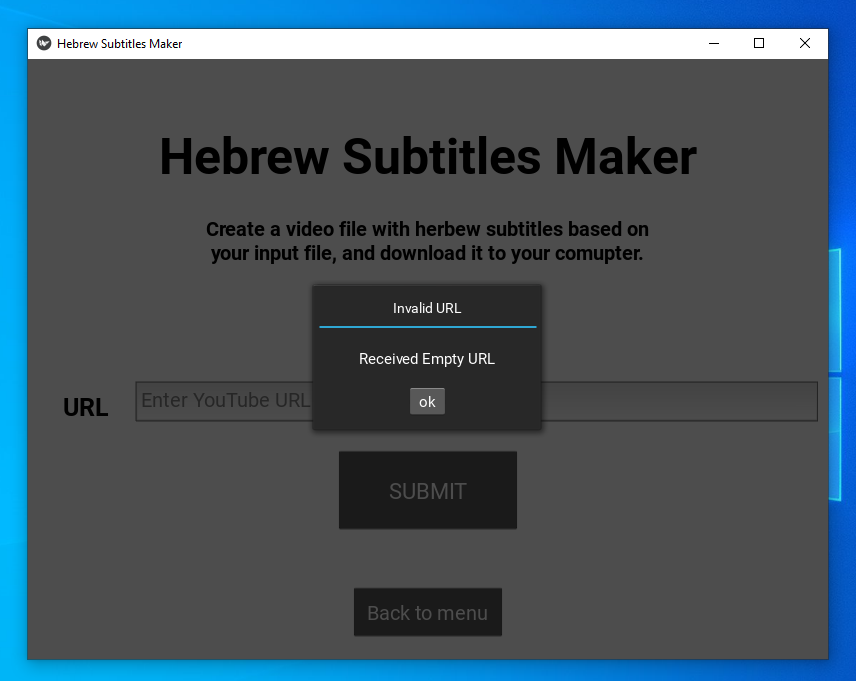 Hebrew Subtitles Maker
Hebrew Subtitles Maker
Create a video file with herbew subtitles based on
your input file, and download it to your comupter.
Invalid URL
Received Empty URL
ok
URL
Enter YouTube URL
SUBMIT
Back to menu